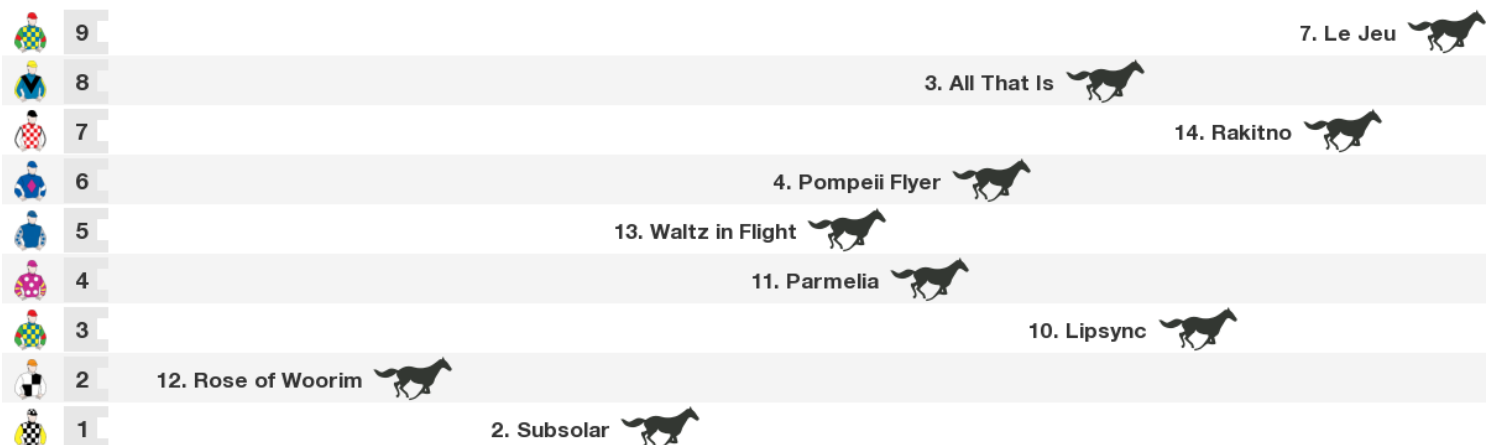 9 7. Le Jeu
8 3. All That Is
7 14. Rakitno
6 4. Pompeii Flyer
5 13. Waltz in Flight
4 11. Parmelia
3 10. Lipsync
2 12. Rose of Woorim
1 2. Subsolar